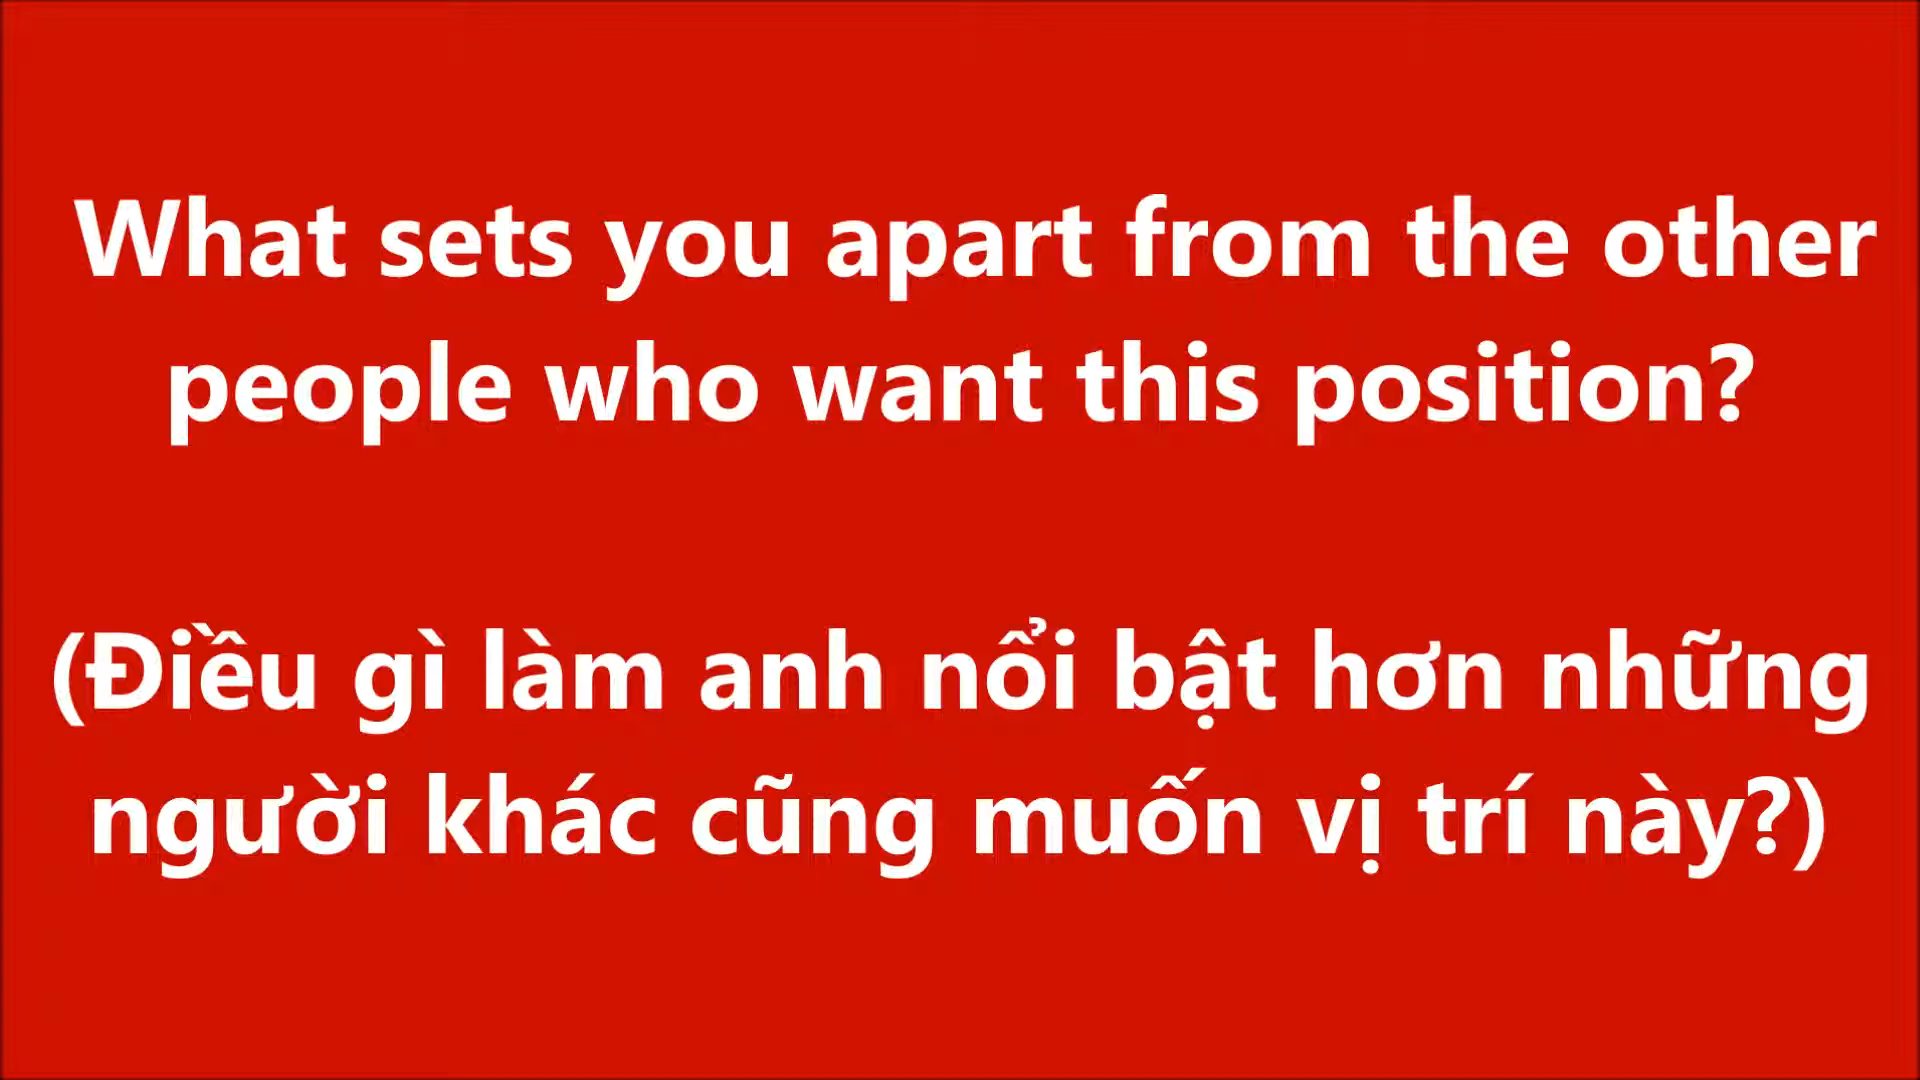 What sets you apart from the other
people who want this position?
(Điều gì làm anh nổi bật hơn những
người khác cũng muốn vị trí này?)